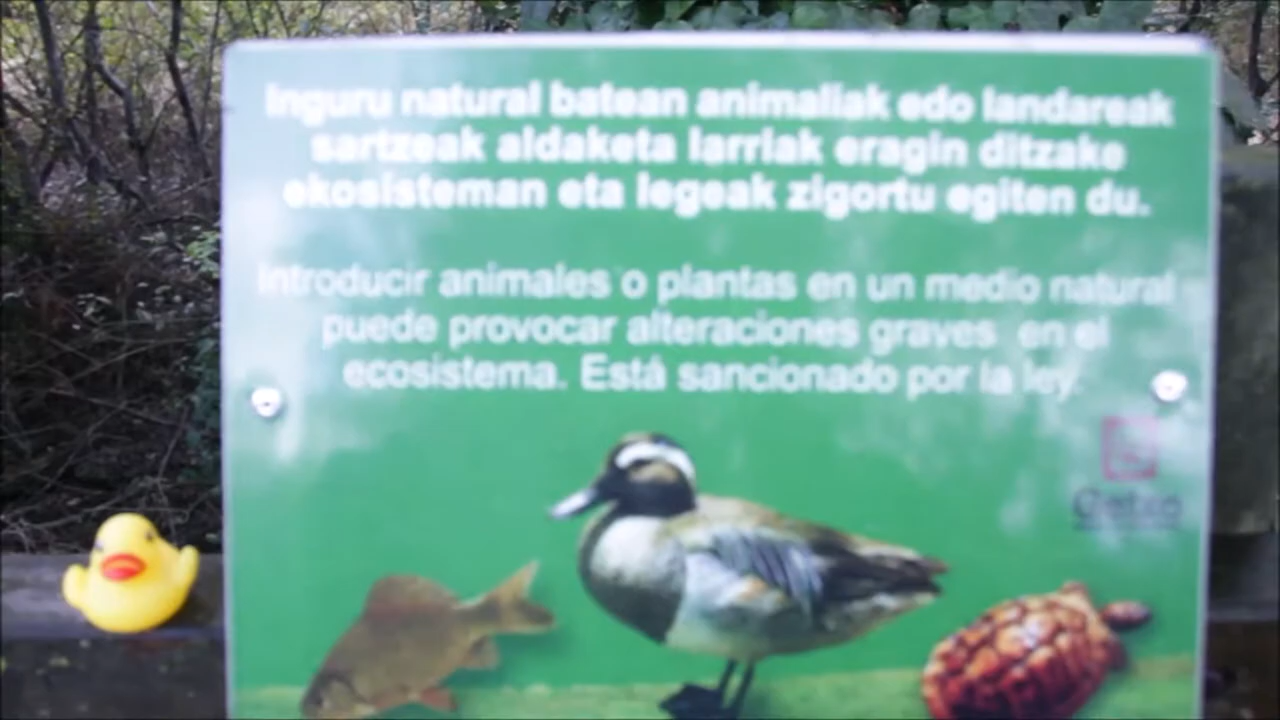 Inguru natural batean animaliak edo landareak
sartzeak aldaketa larriak eragin ditzake
ekosisteman eta legeak zigortu egiten du.
Introducir animales o plantas en un medio natural
puede provocar alteraciones graves en el
ecosistema. Está sancionado por la ley.
Getxo